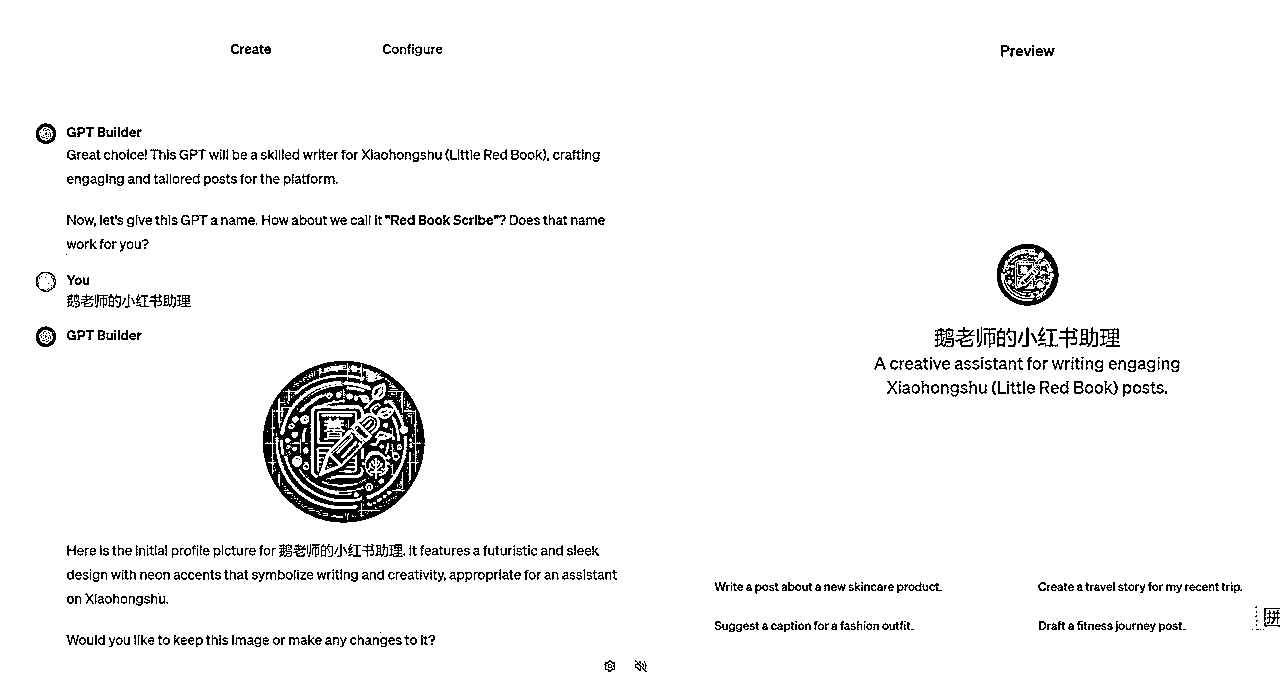 Create
Configure
Preview
GPT Builder
Great choice! This GPT will be a skilled writer for Xiaohongshu (Little Red Book), crafting
engaging and tailored posts for the platform.
Now, let's give this GPT a name. How about we call it "Red Book Scribe"? Does that name
work for you?
You
鹅老师的小红书助理
GPT Builder
Here is the initial profile picture for 鹅老师的小红书助理. It features a futuristic and sleek
design with neon accents that symbolize writing and creativity, appropriate for an assistant
on Xiaohongshu.
Would you like to keep this image or make any changes to it?
鹅老师的小红书助理
A creative assistant for writing engaging
Xiaohongshu (Little Red Book) posts.
Write a post about a new skincare product.
Create a travel story for my recent trip.
Suggest a caption for a fashion outfit.
Draft a fitness journey post.
拼